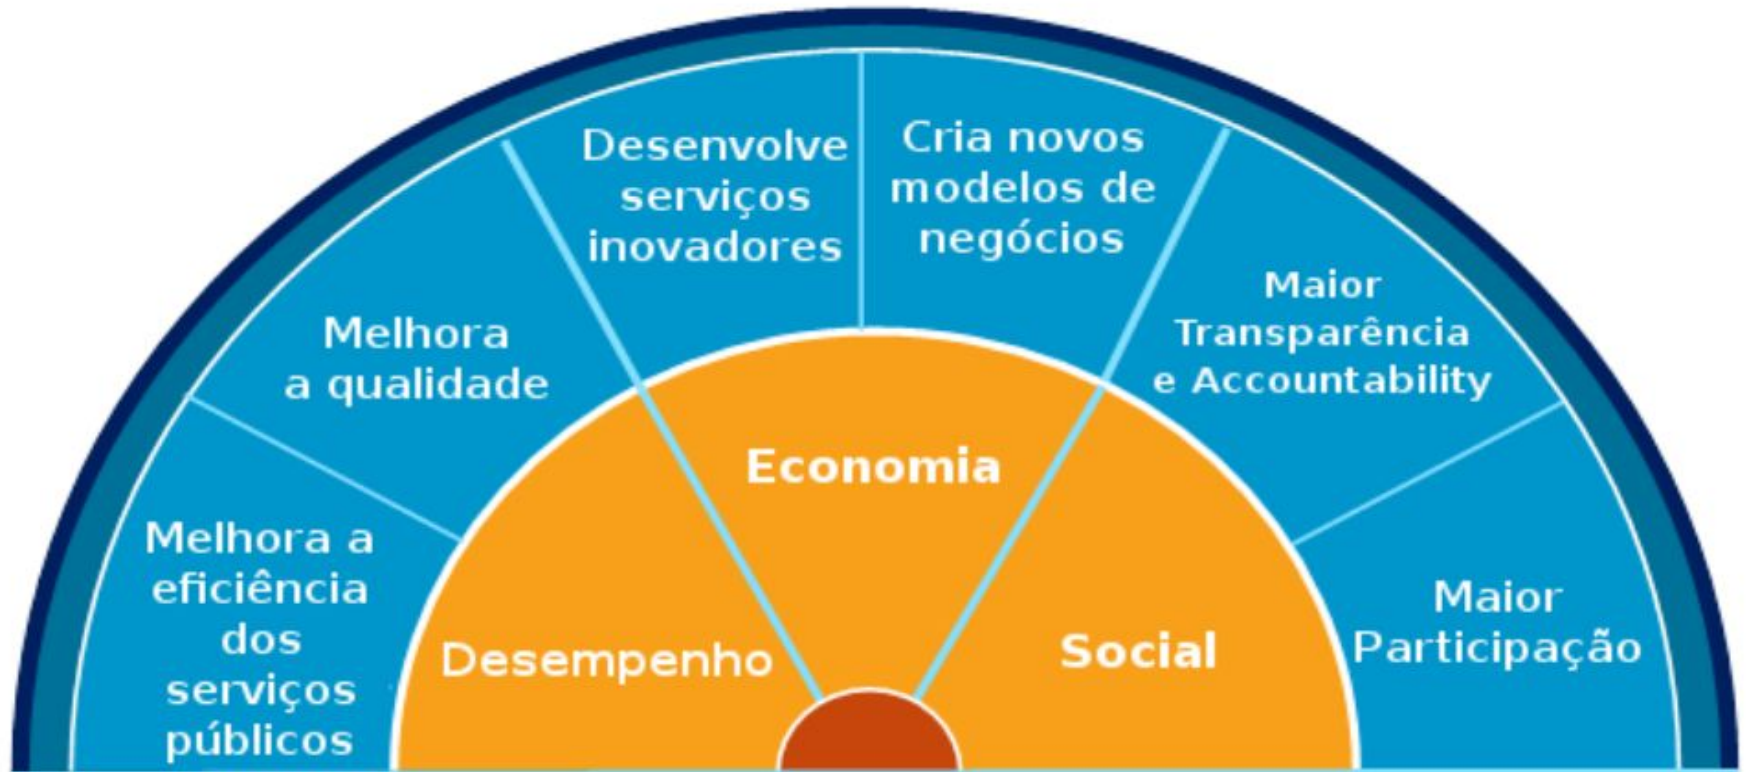 Desenvolve
serviços
inovadores
Cria novos
modelos de
negócios
Melhora
a qualidade
Maior
Transparência
e Accountability
Melhora a
eficiência
dos
serviços
públicos
Maior
Participação
Economia
Desempenho
Social